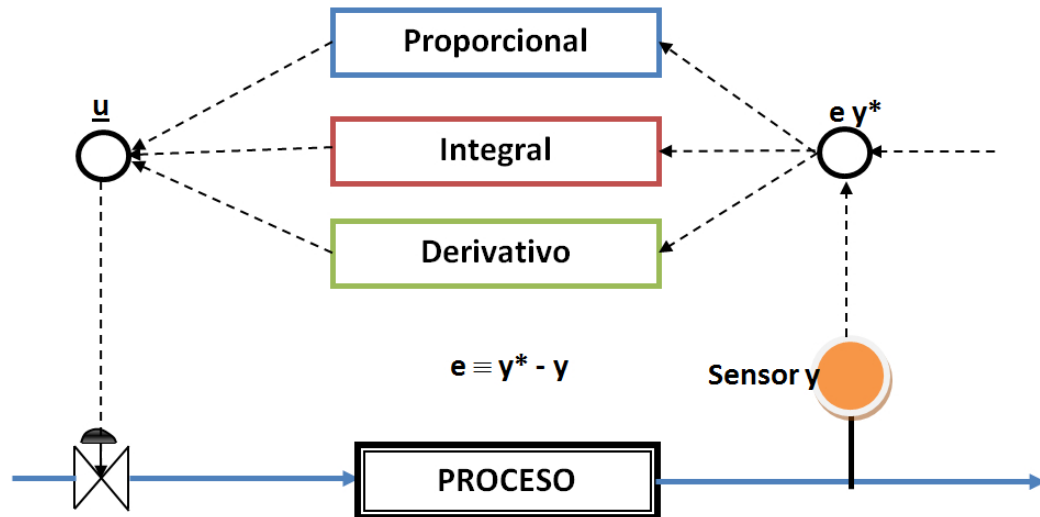 Proporcional
u
e y*
Integral
Derivativo
e ≡ y* - y
Sensor y
PROCESO